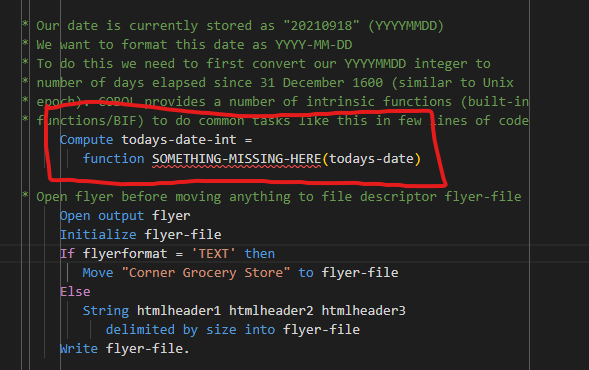 * Our date is currently stored as "20210918" (YYYYMMDD)
* We want to format this date as YYYY-MM-DD
* To do this we need to first convert our YYYYMMDD integer to
* number of days elapsed since 31 December 1600 (similar to Unix
* epoch). COBOL provides a number of intrinsic functions (built-in
* functions/BIF) to do common tasks like this in few lines of code
Compute todays-date-int =
function SOMETHING-MISSING-HERE(todays-date)
* Open flyer before moving anything to file descriptor flyer-file
Open output flyer
Initialize flyer-file
If flyerformat = 'TEXT' then
Move "Corner Grocery Store" to flyer-file
Else
String htmlheader1 htmlheader2 htmlheader3
delimited by size into flyer-file
Write flyer-file.